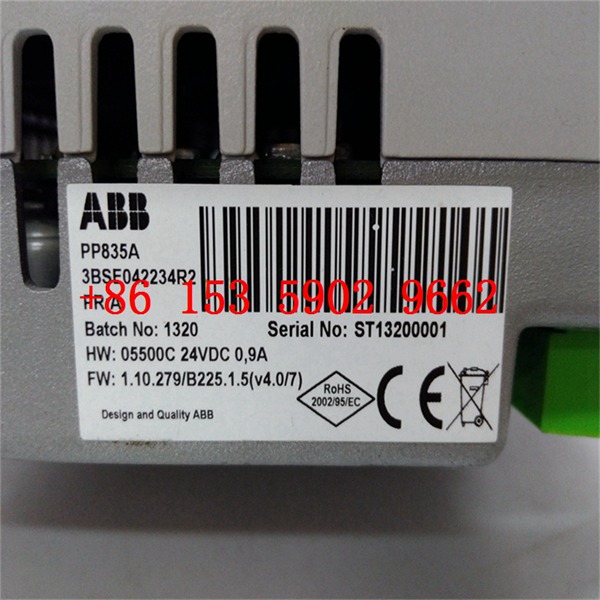 ABB
PP835A
3BSE042234R2
+86 153 5902 9662
PR:A
Batch No: 1320 Serial No: ST13200001
HW: 05500C 24VDC 0,9A
FW: 1.10.279/B225.1.5(v4.0/7)
RoHS
2002/95/EC
CE
Design and Quality ABB